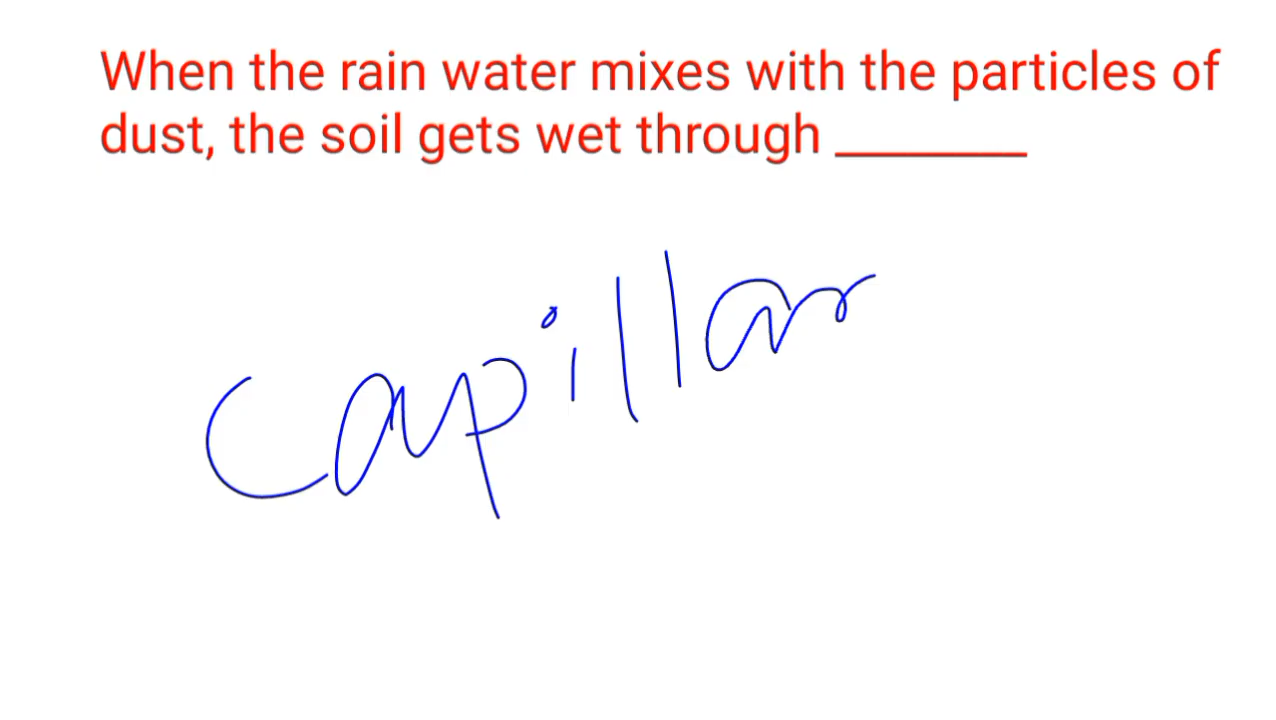 When the rain water mixes with the particles of
dust, the soil gets wet through ________
Capillar